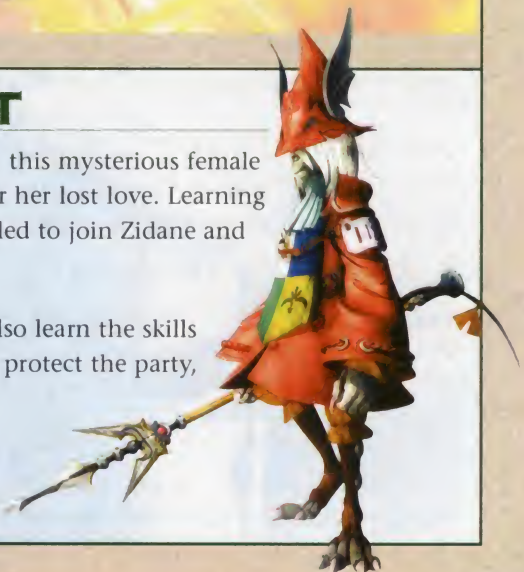 T
this mysterious female
r her lost love. Learning
led to join Zidane and
lso learn the skills
protect the party,